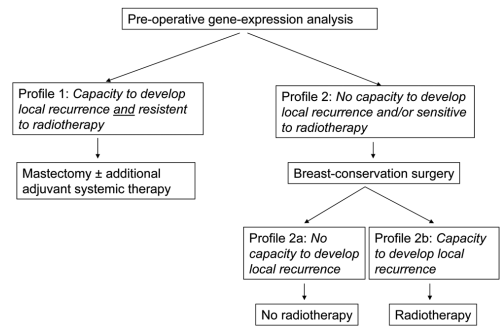 Pre-operative gene-expression analysis
Profile 1: Capacity to develop
local recurrence and resistent
to radiotherapy
Profile 2: No capacity to develop
local recurrence and/or sensitive
to radiotherapy
Mastectomy ± additional
adjuvant systemic therapy
Breast-conservation surgery
Profile 2a: No
capacity to develop
local recurrence
Profile 2b: Capacity
to develop local
recurrence
No radiotherapy
Radiotherapy